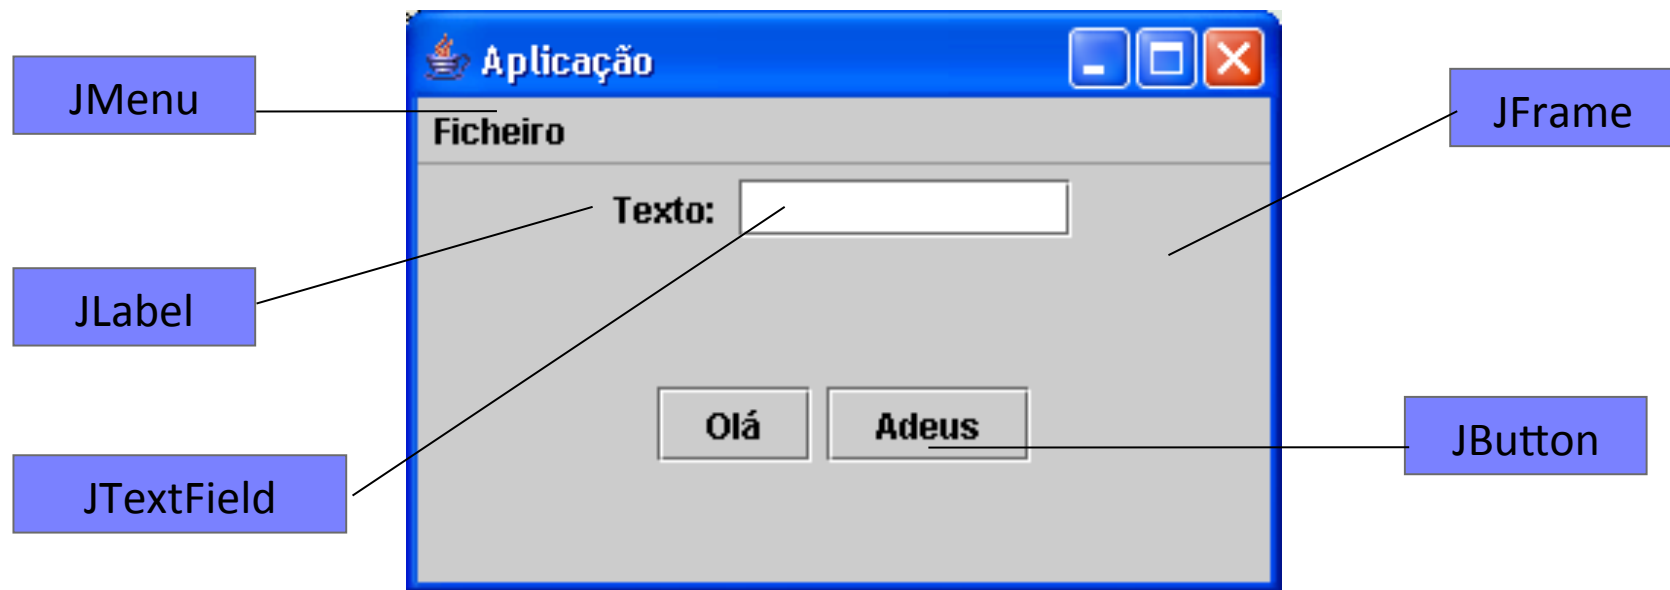 Aplicação
JMenu
JFrame
Ficheiro
Texto:
JLabel
Olá
Adeus
JButton
JTextField